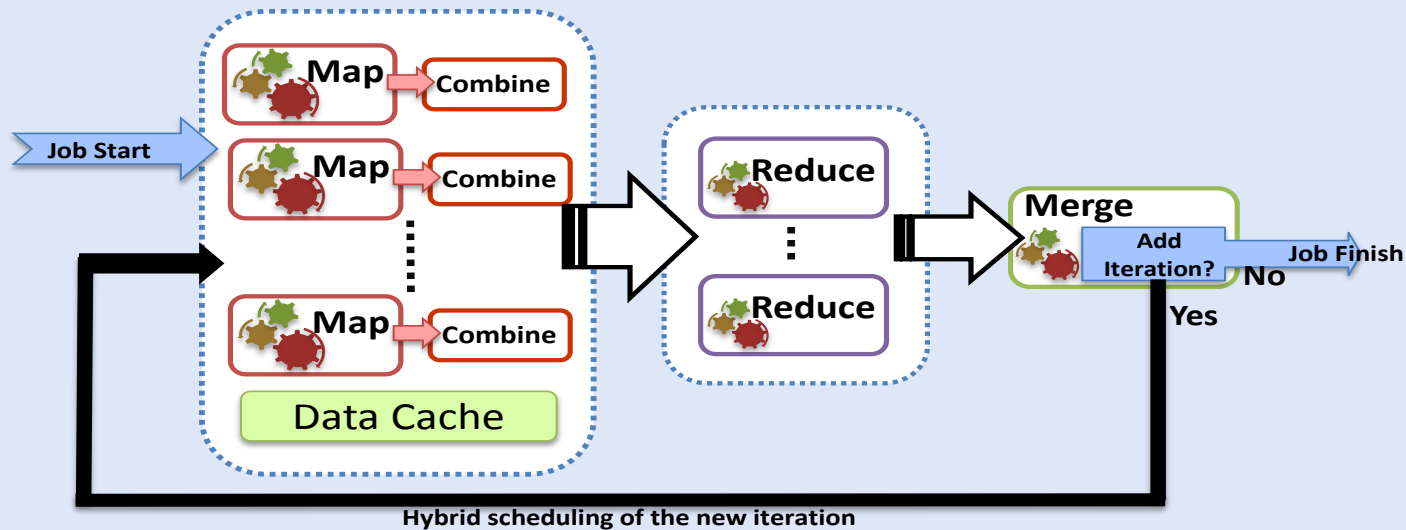 Map
Combine
Job Start
Map
Combine
Reduce
Merge
Add
Iteration?
Job Finish
No
Yes
Map
Combine
Reduce
Data Cache
Hybrid scheduling of the new iteration